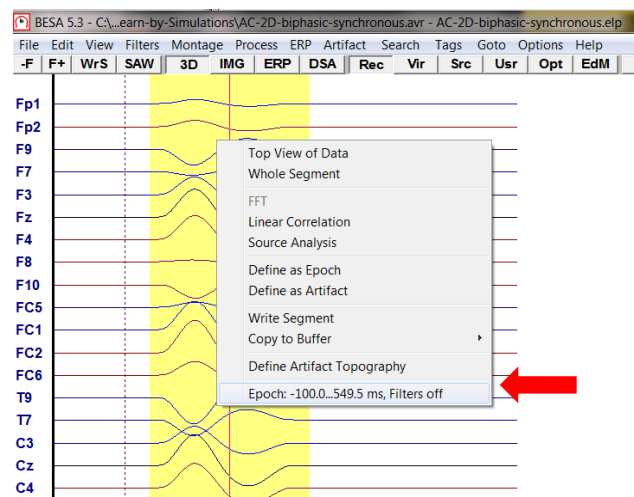 BESA 5.3 - C:\...earn-by-Simulations\AC-2D-biphasic-synchronous.avr - AC-2D-biphasic-synchronous.elp
File Edit View Filters Montage Process ERP Artifact Search Tags Goto Options Help
-F F+ WrS SAW 3D IMG ERP DSA Rec Vir Src Usr Opt EdM
Fp1
Fp2
F9
F7
F3
Fz
F4
F8
F10
FC5
FC1
FC2
FC6
T9
T7
C3
Cz
C4
Top View of Data
Whole Segment
FFT
Linear Correlation
Source Analysis
Define as Epoch
Define as Artifact
Write Segment
Copy to Buffer
Define Artifact Topography
Epoch: -100.0...549.5 ms, Filters off